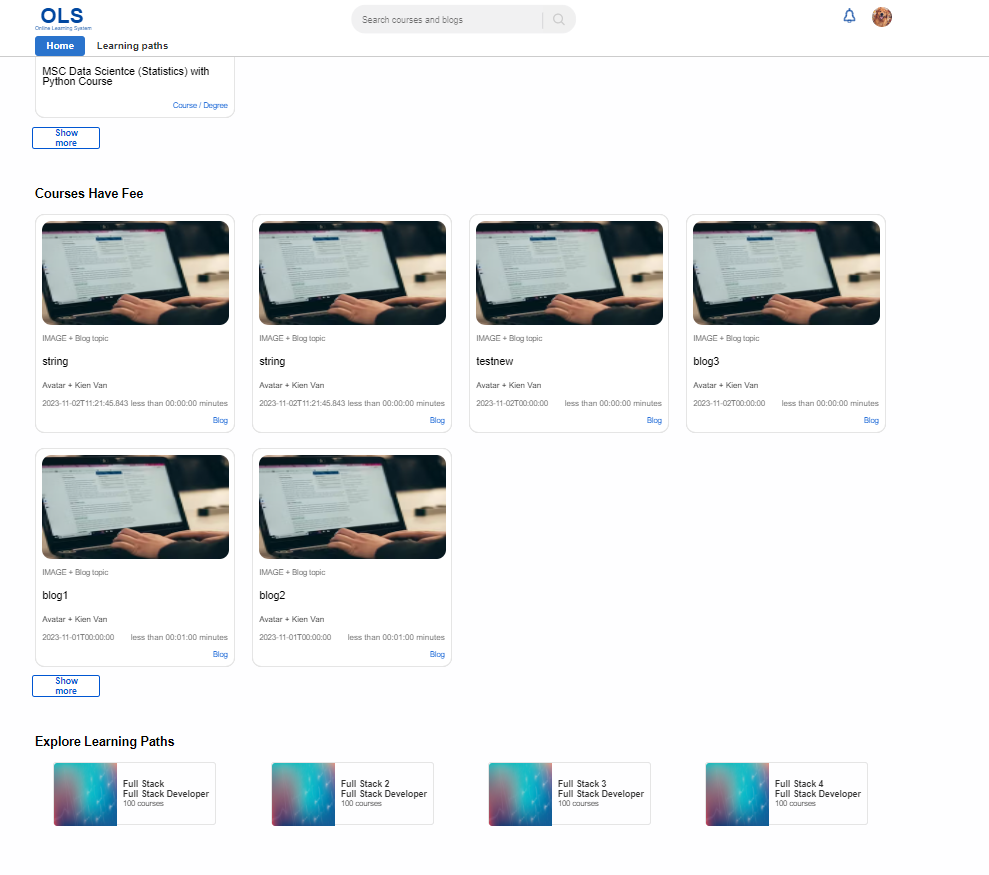 OLS
Online Learning System
Search courses and blogs
Home Learning paths
MSC Data Scientce (Statistics) with
Python Course
Course / Degree
Show
more
Courses Have Fee
IMAGE + Blog topic IMAGE + Blog topic IMAGE + Blog topic IMAGE + Blog topic
string string testnew blog3
Avatar + Kien Van Avatar + Kien Van Avatar + Kien Van Avatar + Kien Van
2023-11-02T11:21:45.843 less than 00:00:00 minutes 2023-11-02T11:21:45.843 less than 00:00:00 minutes 2023-11-02T00:00:00 less than 00:00:00 minutes 2023-11-02T00:00:00 less than 00:00:00 minutes
Blog Blog Blog Blog
IMAGE + Blog topic IMAGE + Blog topic
blog1 blog2
Avatar + Kien Van Avatar + Kien Van
2023-11-01T00:00:00 less than 00:01:00 minutes 2023-11-01T00:00:00 less than 00:01:00 minutes
Blog Blog
Show
more
Explore Learning Paths
Full Stack Full Stack 2 Full Stack 3 Full Stack 4
Full Stack Developer Full Stack Developer Full Stack Developer Full Stack Developer
100 courses 100 courses 100 courses 100 courses